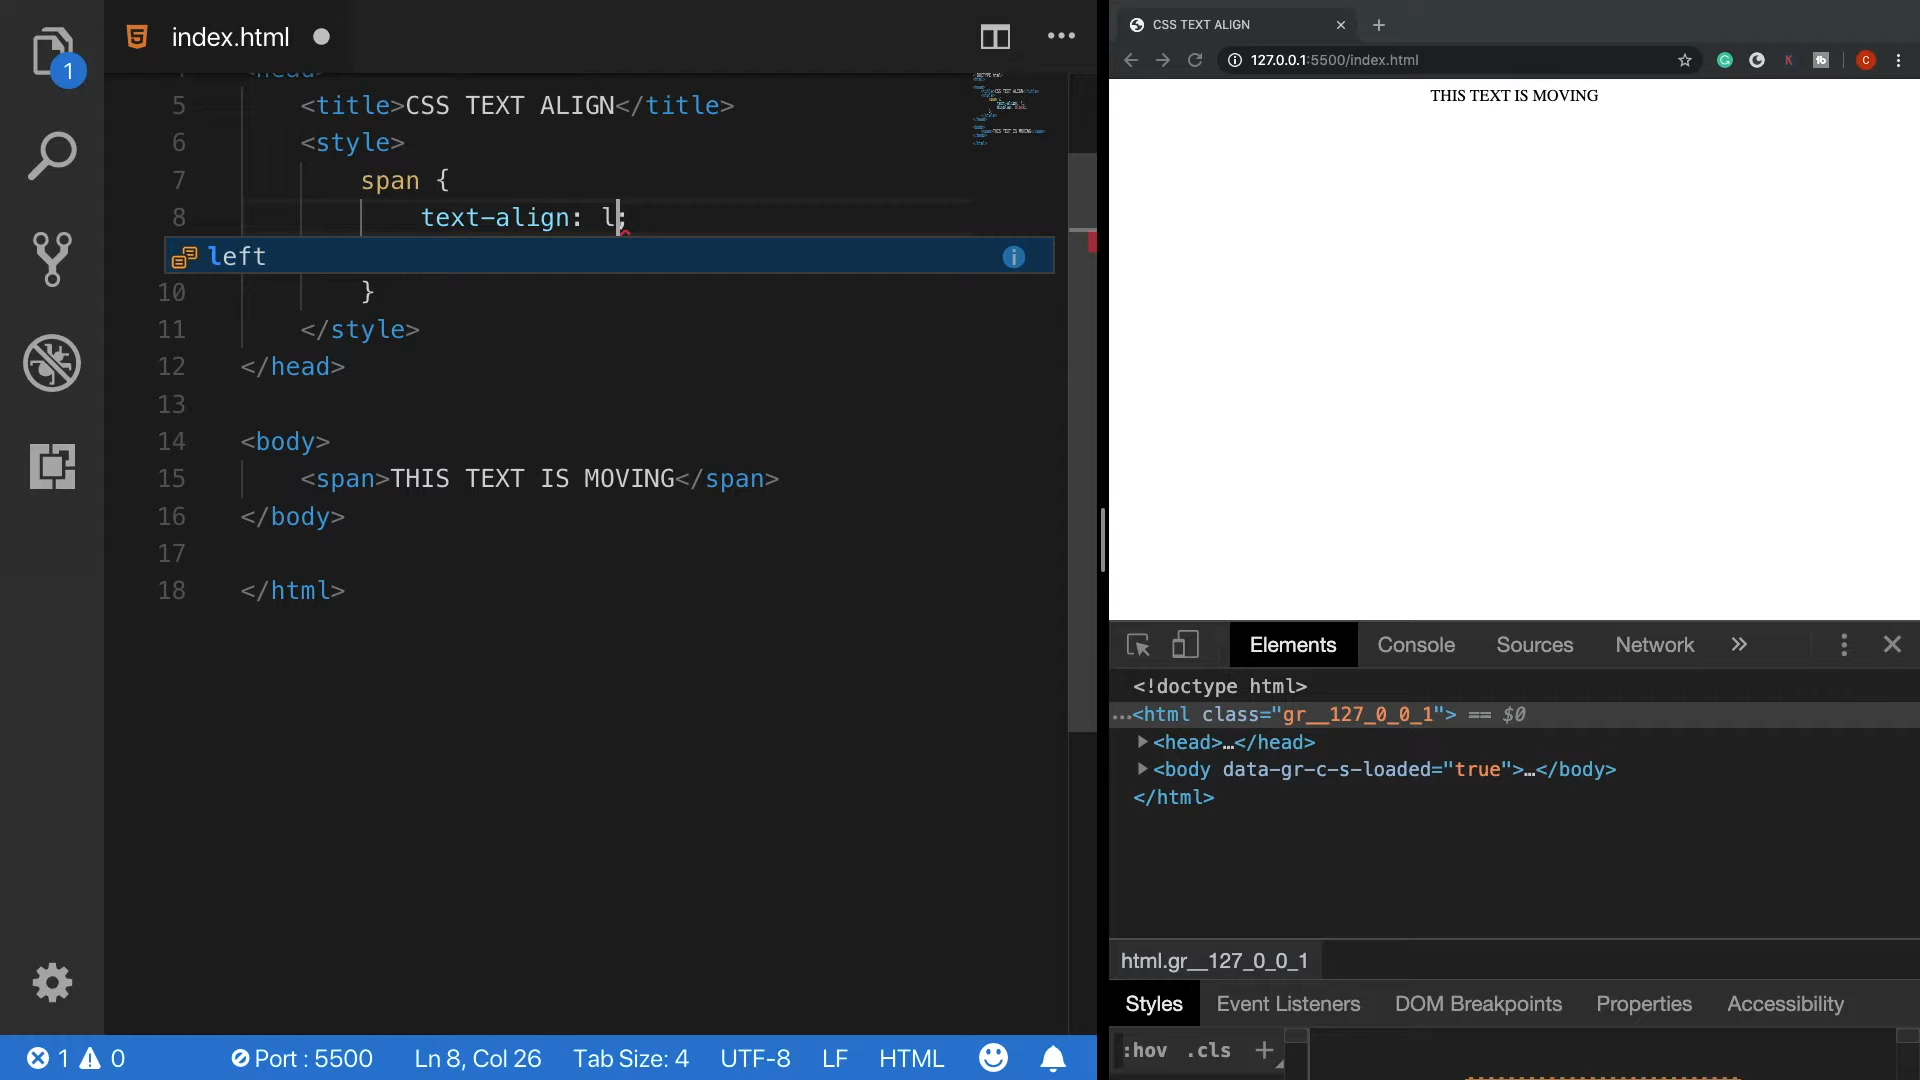 1
index.html
<head>
5 <title>CSS TEXT ALIGN</title>
6 <style>
7 span {
8 text-align: l;
left
10 }
11 </style>
12 </head>
13
14 <body>
15 <span>THIS TEXT IS MOVING</span>
16 </body>
17
18 </html>
1 0 Port : 5500 Ln 8, Col 26 Tab Size: 4 UTF-8 LF HTML
CSS TEXT ALIGN
127.0.0.1:5500/index.html
THIS TEXT IS MOVING
Elements Console Sources Network »
<!doctype html>
…<html class="gr__127_0_0_1"> == $0
<head>…</head>
<body data-gr-c-s-loaded="true">…</body>
</html>
html.gr__127_0_0_1
Styles Event Listeners DOM Breakpoints Properties Accessibility
:hov .cls +